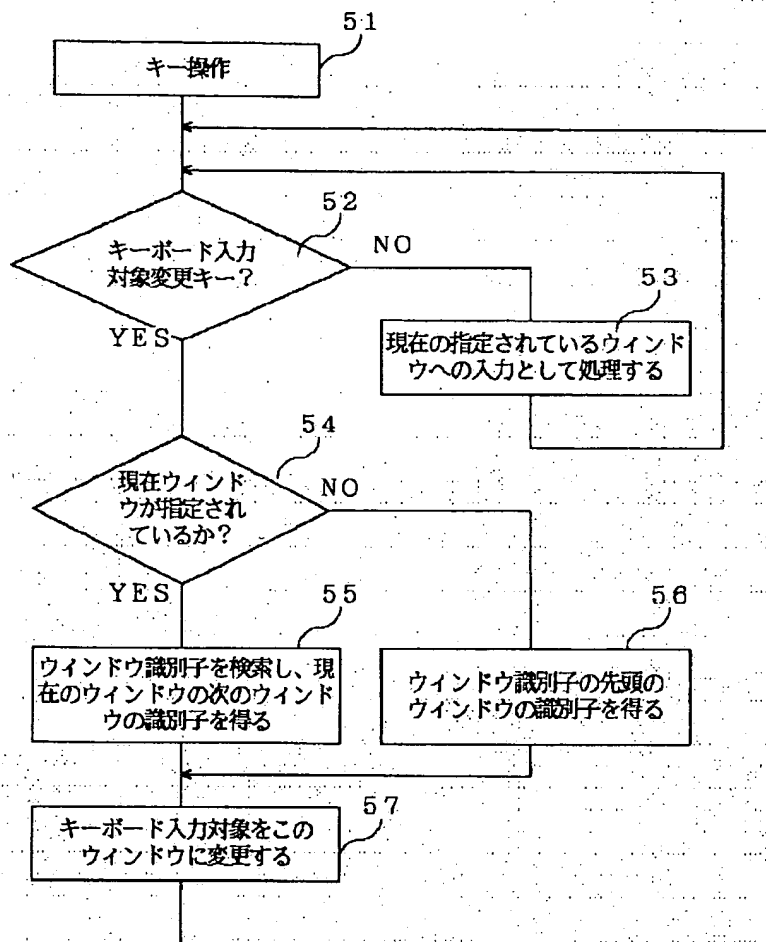 51
キー操作
52
キーボード入力
対象変更キー？
NO
YES
53
現在の指定されているウィンド
ウへの入力として処理する
54
現在ウィンド
ウが指定され
ているか？
NO
YES
55
ウィンドウ識別子を検索し、現
在のウィンドウの次のウィンド
ウの識別子を得る
56
ウィンドウ識別子の先頭の
ウィンドウの識別子を得る
57
キーボード入力対象をこの
ウィンドウに変更する